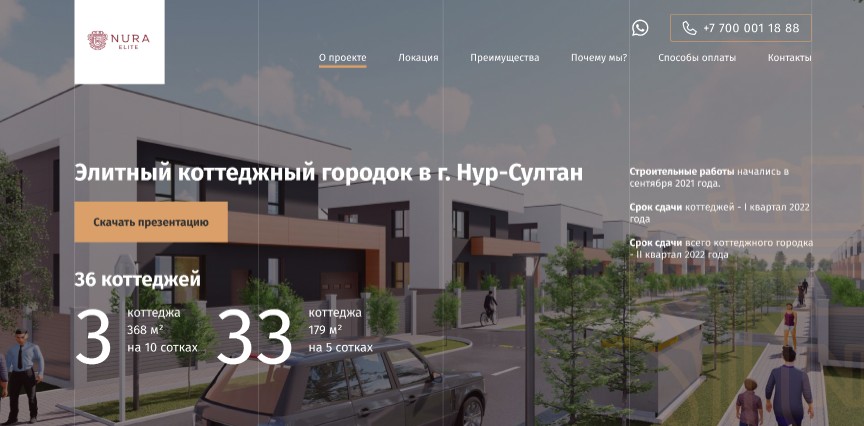 NURA
ELITE
+7 700 001 18 88
О проекте
Локация
Преимущества
Почему мы?
Способы оплаты
Контакты
Элитный коттеджный городок в г. Нур-Султан
Скачать презентацию
36 коттеджей
3
коттеджа
368 м²
на 10 сотках
33
коттеджа
179 м²
на 5 сотках
Строительные работы начались в
сентября 2021 года.
Срок сдачи коттеджей - I квартал 2022
года
Срок сдачи всего коттеджного городка
- II квартал 2022 года